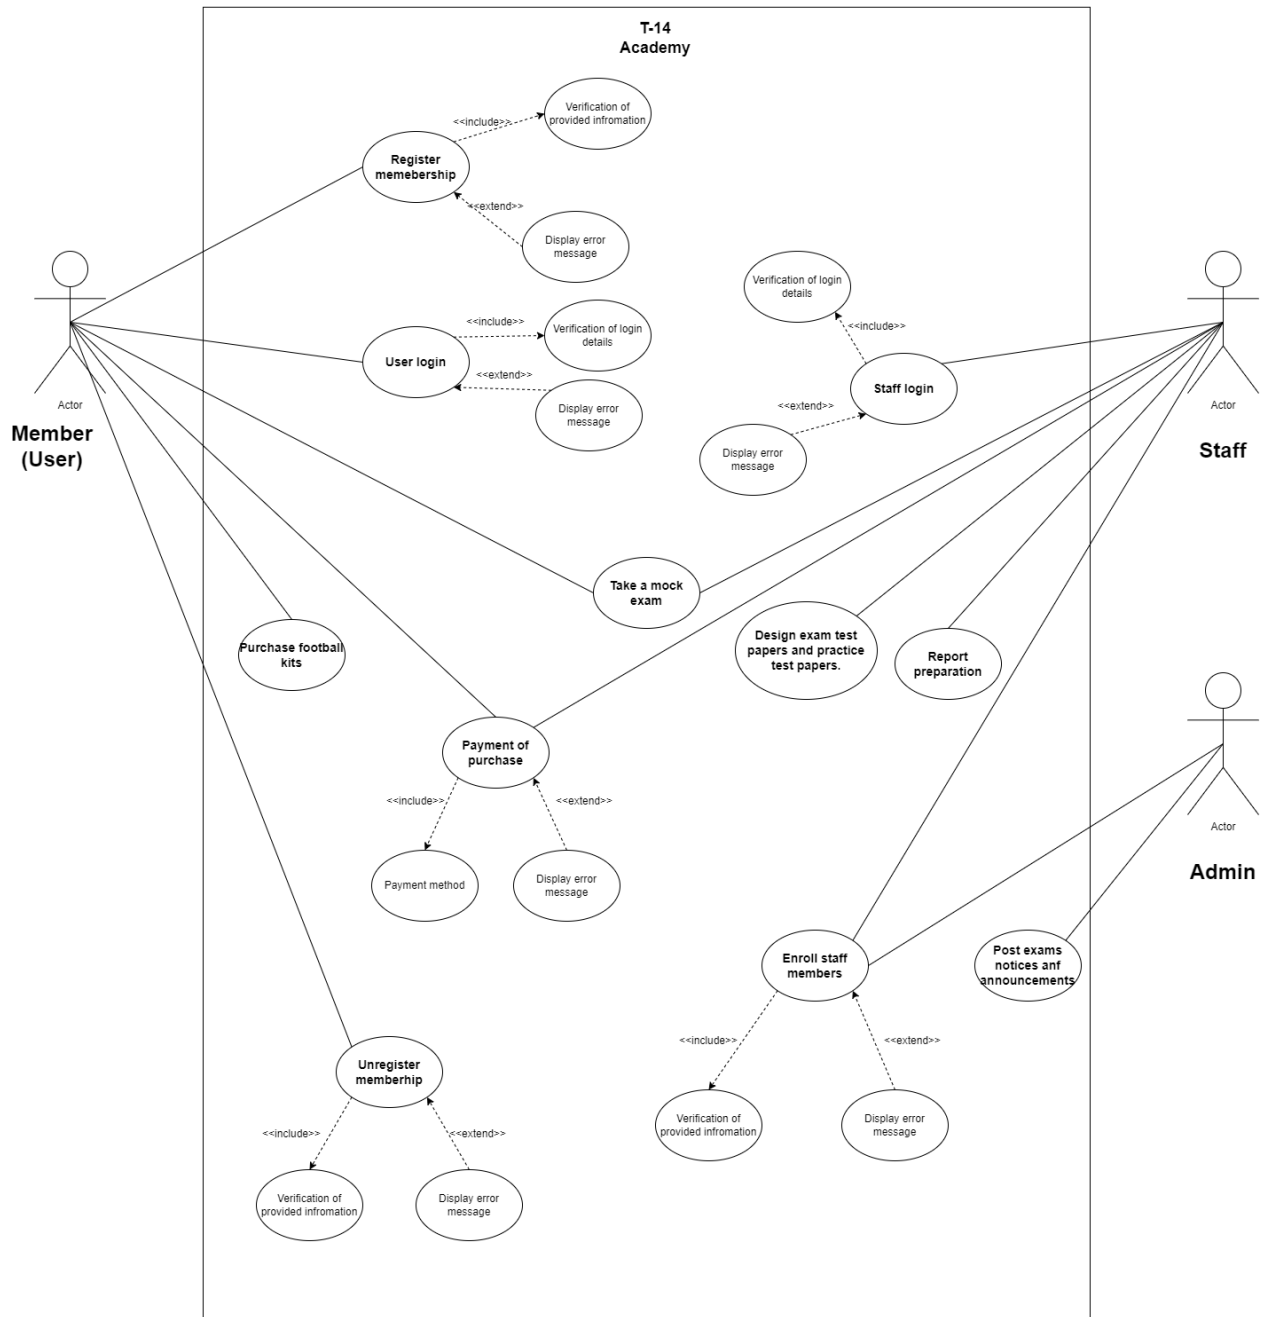 T-14
Academy
Verification of
provided infromation
<<include>>
Register
memebership
<<extend>>
Display error
message
Verification of login
details
<<include>>
Verification of login
details
<<include>>
User login
<<extend>>
Display error
message
Staff login
<<extend>>
Display error
message
Actor
Member
(User)
Actor
Staff
Take a mock
exam
Purchase football
kits
Design exam test
papers and practice
test papers.
Report
preparation
Payment of
purchase
<<include>>
<<extend>>
Payment method
Display error
message
Actor
Admin
Enroll staff
members
Post exams
notices anf
announcements
<<include>>
<<extend>>
Unregister
memberhip
Verification of
provided infromation
Display error
message
<<include>>
<<extend>>
Verification of
provided infromation
Display error
message